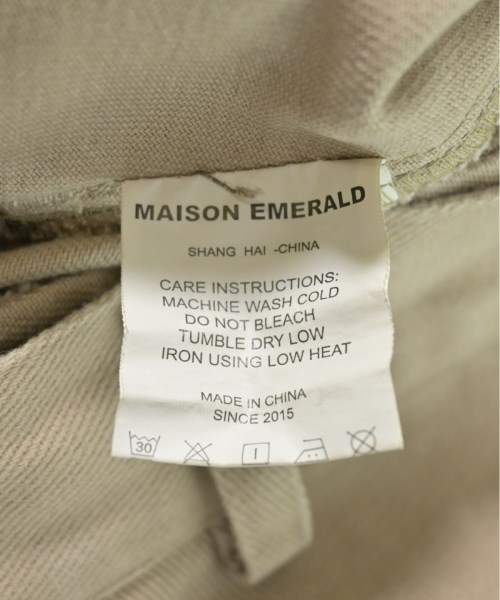 MAISON EMERALD
SHANG HAI -CHINA
CARE INSTRUCTIONS:
MACHINE WASH COLD
DO NOT BLEACH
TUMBLE DRY LOW
IRON USING LOW HEAT
MADE IN CHINA
SINCE 2015
30